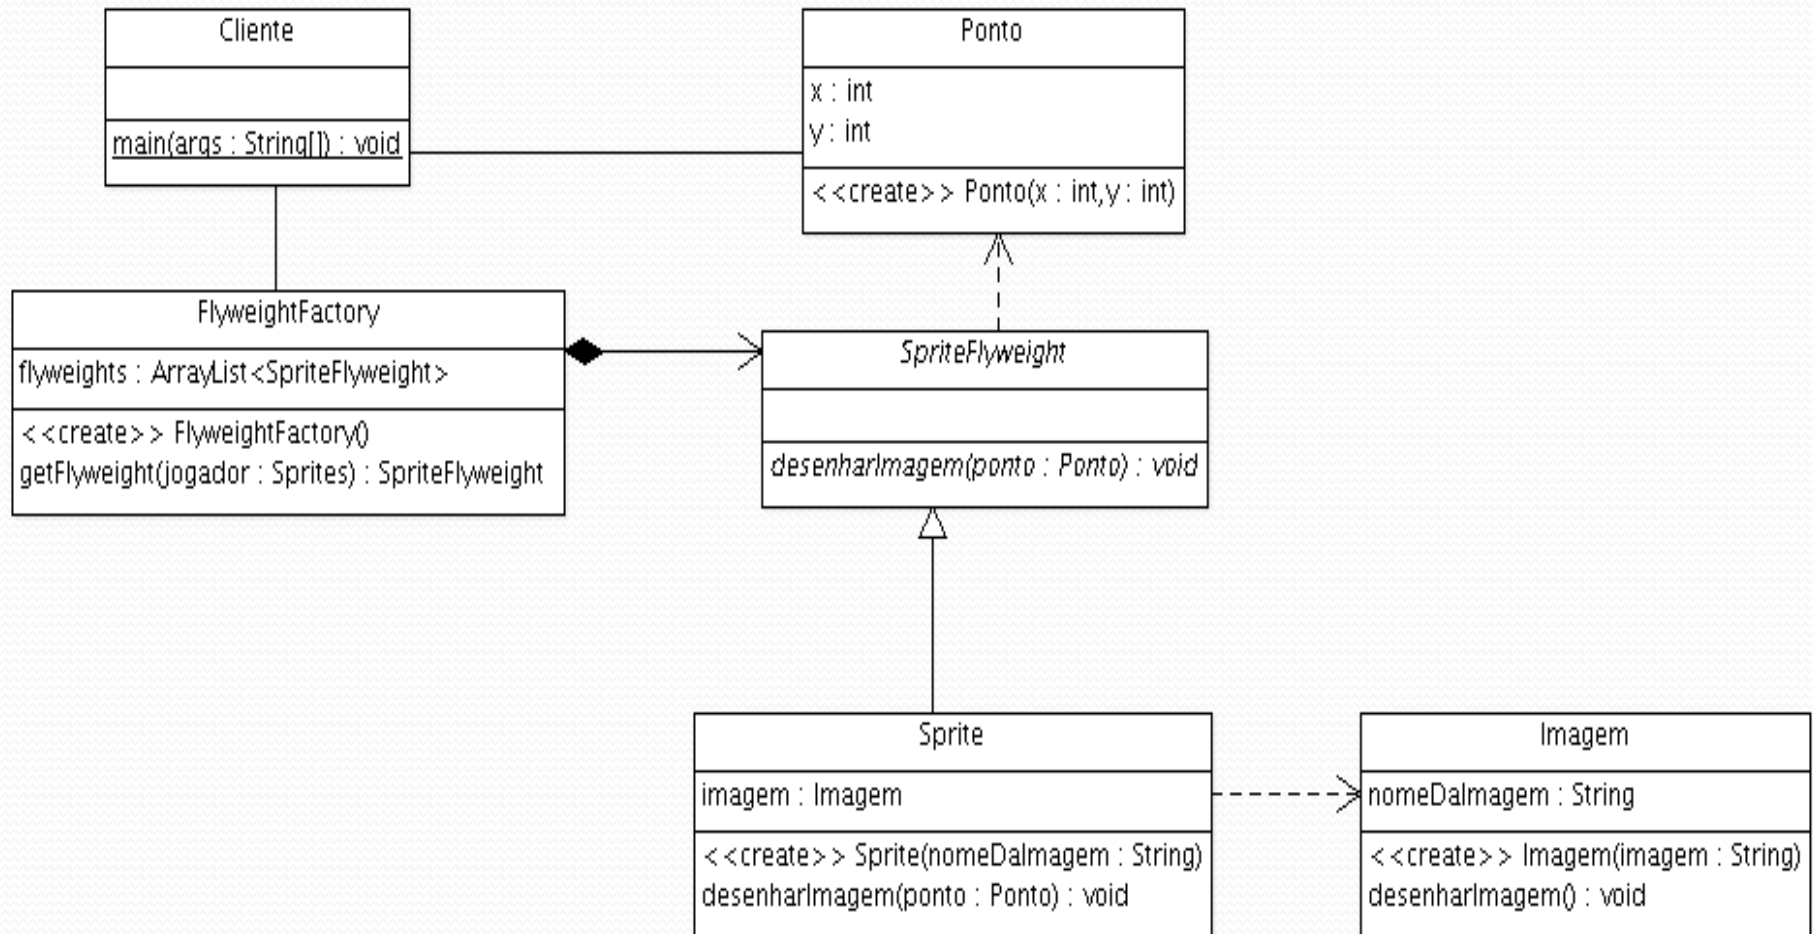 Cliente
main(args : String[]) : void
Ponto
x : int
y : int
<<create>> Ponto(x : int,y : int)
FlyweightFactory
flyweights : ArrayList<SpriteFlyweight>
<<create>> FlyweightFactory()
getFlyweight(jogador : Sprites) : SpriteFlyweight
SpriteFlyweight
desenharImagem(ponto : Ponto) : void
Sprite
imagem : Imagem
<<create>> Sprite(nomeDaImagem : String)
desenharImagem(ponto : Ponto) : void
Imagem
nomeDaImagem : String
<<create>> Imagem(imagem : String)
desenharImagem() : void